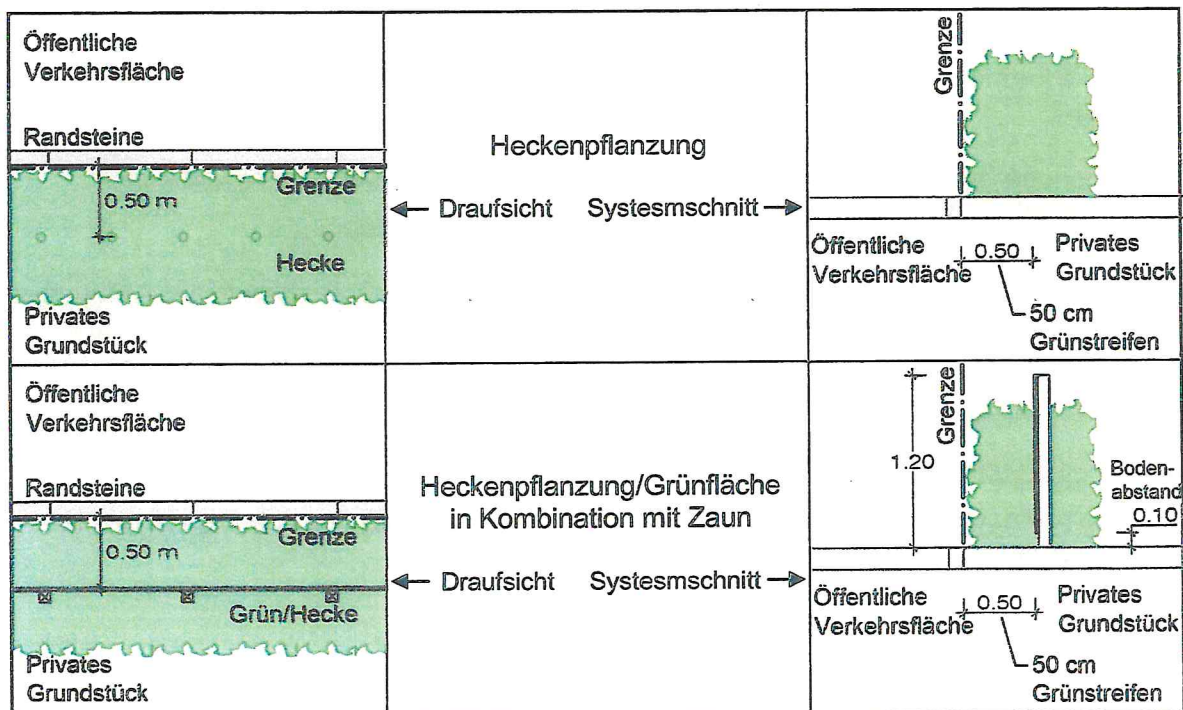 Öffentliche
Verkehrsfläche
Randsteine
Grenze
0.50 m
Hecke
Privates
Grundstück
Heckenpflanzung
Draufsicht Systesmschnitt
Grenze
Öffentliche
Verkehrsfläche
0.50
Privates
Grundstück
50 cm
Grünstreifen
Öffentliche
Verkehrsfläche
Randsteine
Grenze
0.50 m
Grün/Hecke
Privates
Grundstück
Heckenpflanzung/Grünfläche
in Kombination mit Zaun
Draufsicht Systesmschnitt
Grenze
1.20
Boden-
abstand
0.10
Öffentliche
Verkehrsfläche
0.50
Privates
Grundstück
50 cm
Grünstreifen